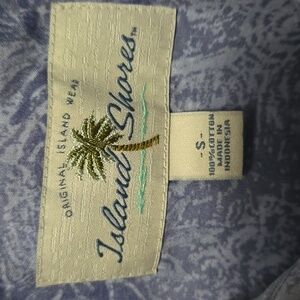 ORIGINAL ISLAND WEAR
Island Shores™
-S-
100% COTTON
MADE IN
INDONESIA